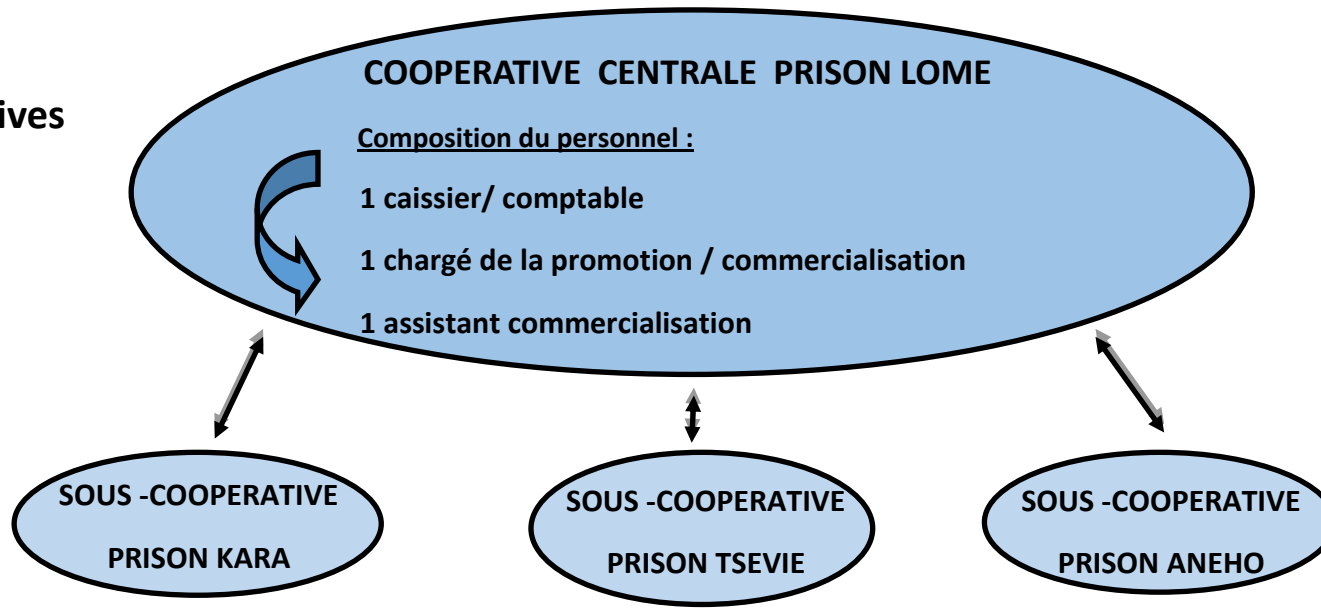 COOPERATIVE CENTRALE PRISON LOME
ives
Composition du personnel :
1 caissier/ comptable
1 chargé de la promotion / commercialisation
1 assistant commercialisation
SOUS -COOPERATIVE
PRISON KARA
SOUS -COOPERATIVE
PRISON TSEVIE
SOUS -COOPERATIVE
PRISON ANEHO